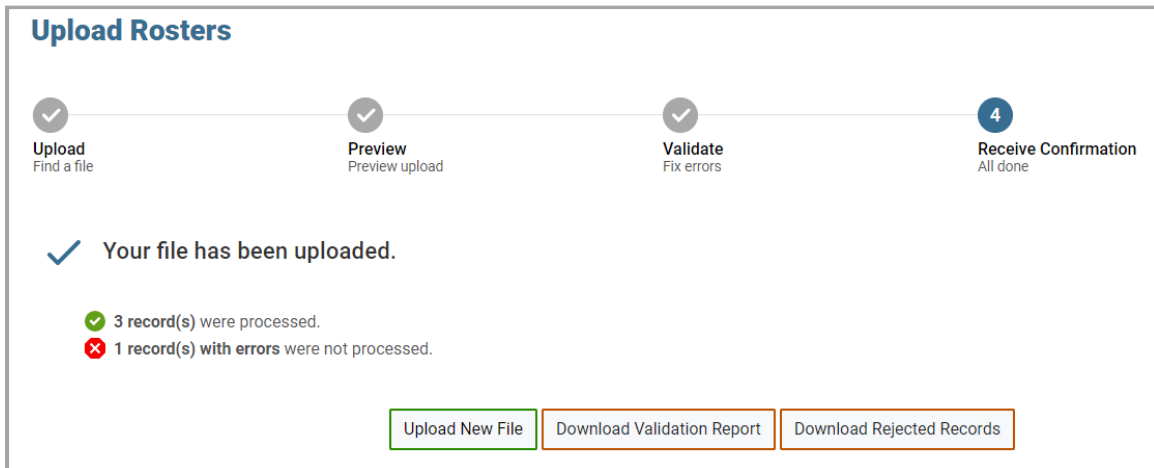 Upload Rosters
4
Upload
Find a file
Preview
Preview upload
Validate
Fix errors
Receive Confirmation
All done
Your file has been uploaded.
3 record(s) were processed.
1 record(s) with errors were not processed.
Upload New File
Download Validation Report
Download Rejected Records